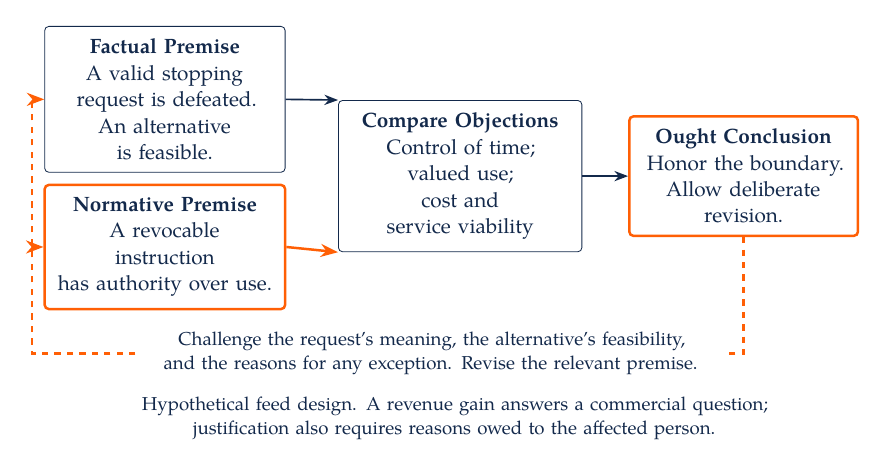 Factual Premise
A valid stopping
request is defeated.
An alternative
is feasible.
Normative Premise
A revocable
instruction
has authority over use.
Compare Objections
Control of time;
valued use;
cost and
service viability
Ought Conclusion
Honor the boundary.
Allow deliberate
revision.
Challenge the request's meaning, the alternative's feasibility,
and the reasons for any exception. Revise the relevant premise.
Hypothetical feed design. A revenue gain answers a commercial question;
justification also requires reasons owed to the affected person.